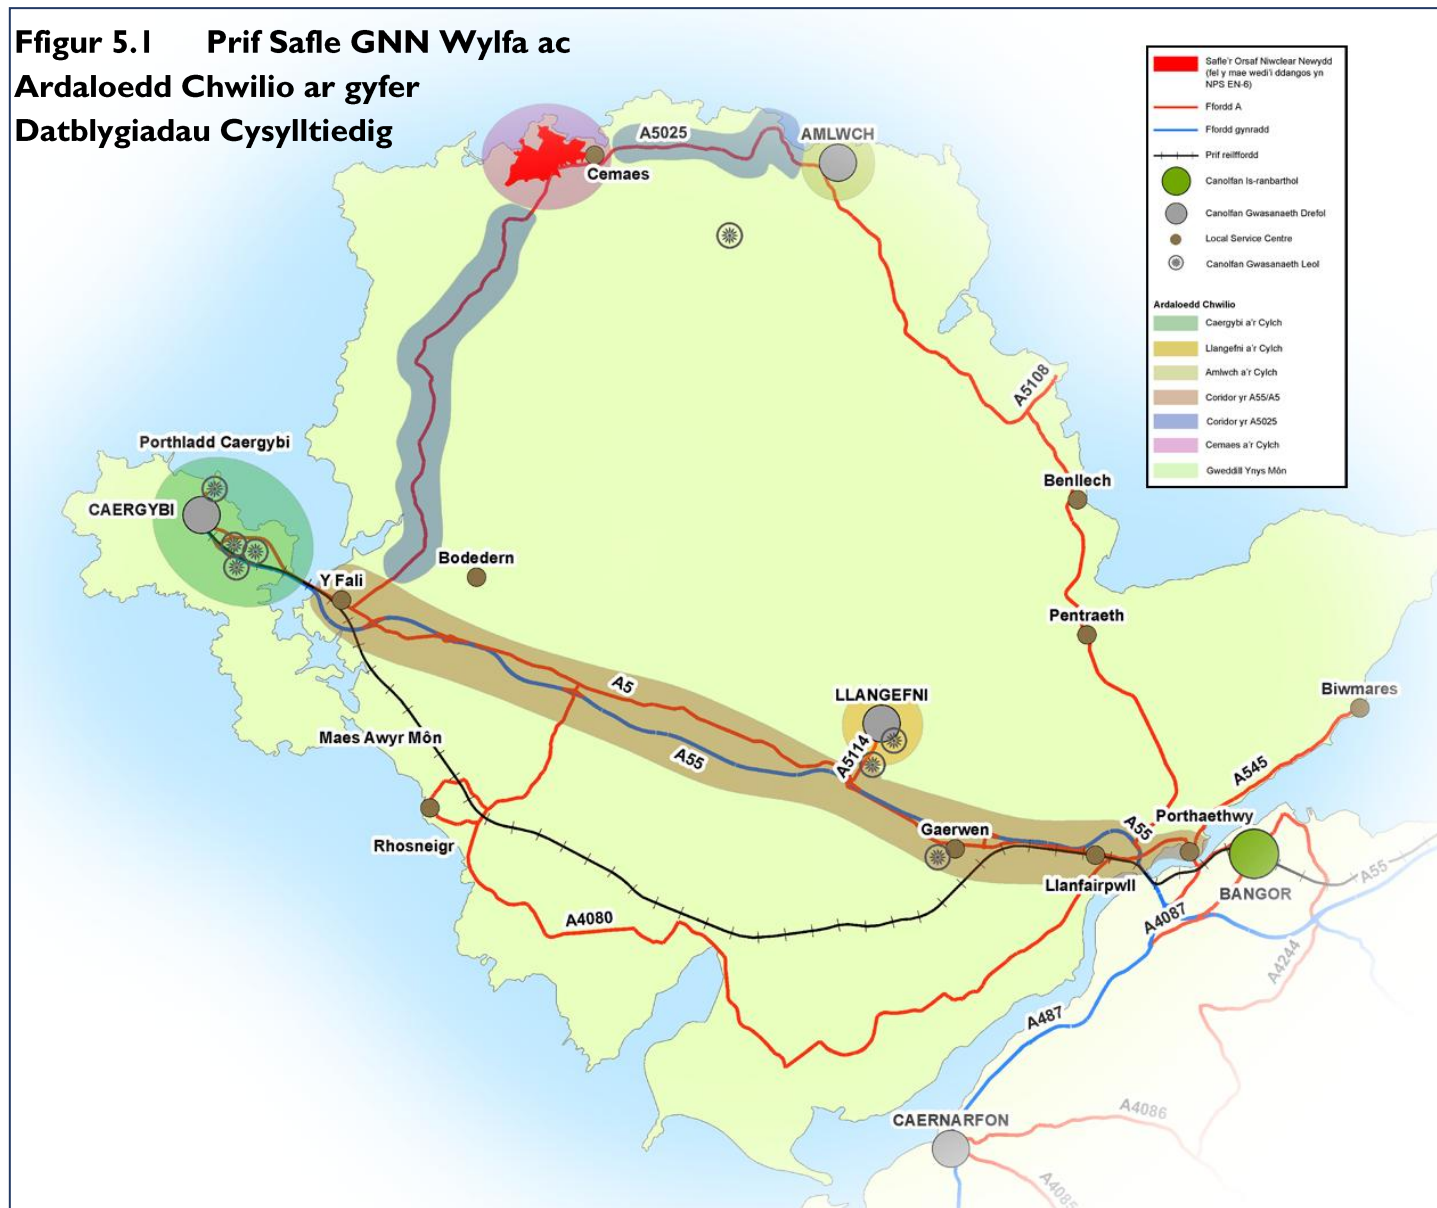 Ffigur 5.1 Prif Safle GNN Wylfa ac
Ardaloedd Chwilio ar gyfer
Datblygiadau Cysylltiedig
Safle'r Orsaf Niwclear Newydd
(fel y mae wedi'i ddangos yn
NPS EN-6)
Ffordd A
Ffordd gynradd
Prif reilffordd
Canolfan Is-ranbarthol
Canolfan Gwasanaeth Drefol
Local Service Centre
Canolfan Gwasanaeth Leol
Ardaloedd Chwilio
Caergybi a'r Cylch
Llangefni a'r Cylch
Amlwch a'r Cylch
Coridor yr A55/A5
Coridor yr A5025
Cemaes a'r Cylch
Gweddill Ynys Môn
A5025
AMLWCH
Cemaes
A5108
Porthladd Caergybi
CAERGYBI
Benllech
Bodedern
Y Fali
Pentraeth
A5
LLANGEFNI
Biwmares
Maes Awyr Môn
A55
A5114
A545
Rhosneigr
Gaerwen
A55
Porthaethwy
Llanfairpwll
BANGOR
A55
A4080
A4087
A4244
A487
CAERNARFON
A4086
A4085